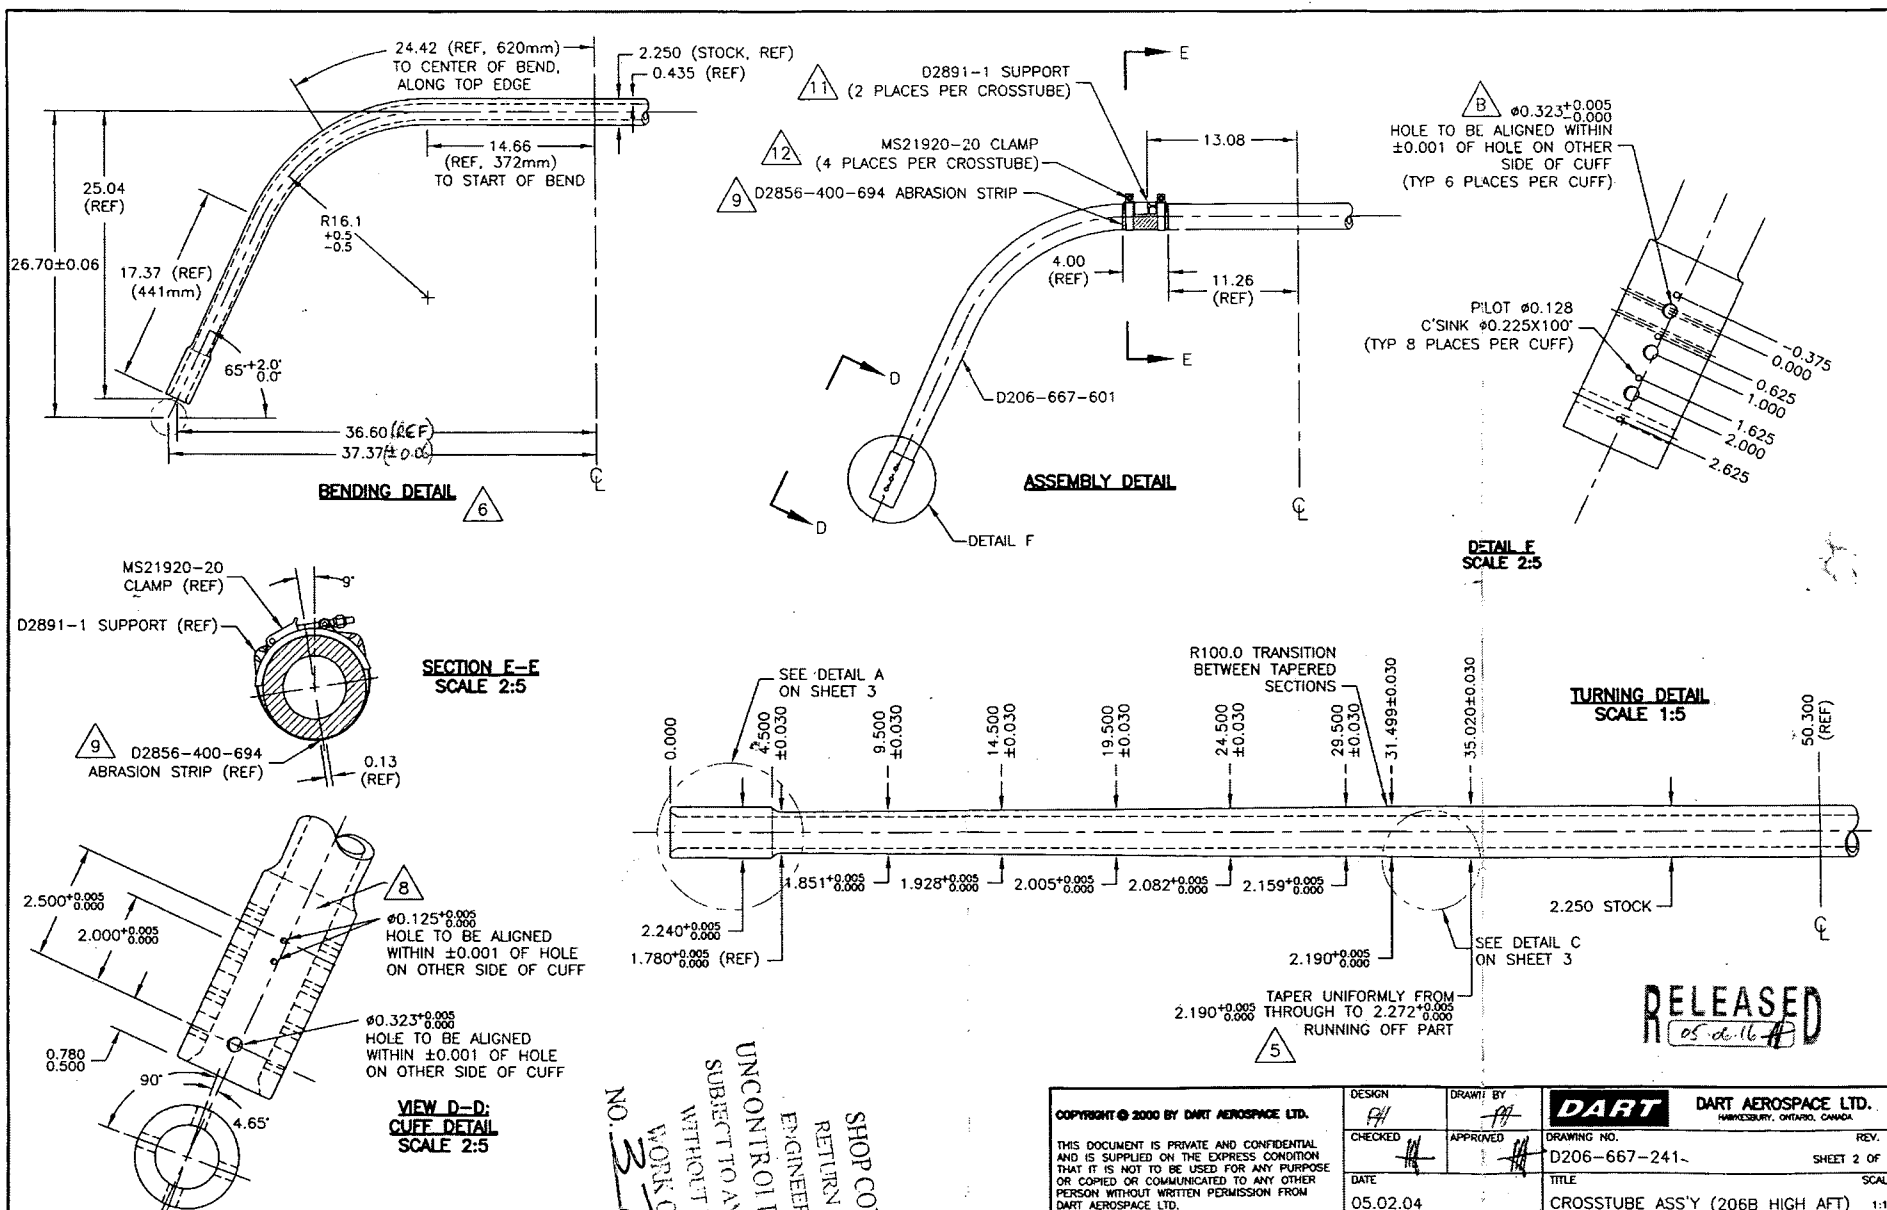 24.42 (REF, 620mm)
TO CENTER OF BEND,
ALONG TOP EDGE
2.250 (STOCK, REF)
0.435 (REF)
14.66
(REF, 372mm)
TO START OF BEND
25.04
(REF)
26.70±0.06
R16.1
+0.5
-0.5
17.37 (REF)
(441mm)
65°+2.0°
0.0°
36.60 (REF)
37.37 (±0.06)
℄
BENDING DETAIL
6
E
11
D2891-1 SUPPORT
(2 PLACES PER CROSSTUBE)
12
MS21920-20 CLAMP
(4 PLACES PER CROSSTUBE)
9
D2856-400-694 ABRASION STRIP
13.08
4.00
(REF)
11.26
(REF)
E
D
D206-667-601
D
ASSEMBLY DETAIL
DETAIL F
℄
B
ø0.323+0.005
-0.000
HOLE TO BE ALIGNED WITHIN
±0.001 OF HOLE ON OTHER
SIDE OF CUFF
(TYP 6 PLACES PER CUFF)
PILOT ø0.128
C'SINK ø0.225X100°
(TYP 8 PLACES PER CUFF)
-0.375
0.000
0.625
1.000
1.625
2.000
2.625
DETAIL F
SCALE 2:5
MS21920-20
CLAMP (REF)
9°
D2891-1 SUPPORT (REF)
SECTION E-E
SCALE 2:5
9
D2856-400-694
ABRASION STRIP (REF)
0.13
(REF)
SEE DETAIL A
ON SHEET 3
R100.0 TRANSITION
BETWEEN TAPERED
SECTIONS
TURNING DETAIL
SCALE 1:5
0.000
4.500
±0.030
9.500
±0.030
14.500
±0.030
19.500
±0.030
24.500
±0.030
29.500
±0.030
31.499±0.030
35.020±0.030
50.300
(REF)
1.851+0.005
0.000
1.928+0.005
0.000
2.005+0.005
0.000
2.082+0.005
0.000
2.159+0.005
0.000
2.240+0.005
0.000
1.780+0.005
0.000 (REF)
2.190+0.005
0.000
2.250 STOCK
℄
SEE DETAIL C
ON SHEET 3
TAPER UNIFORMLY FROM
2.190+0.005
0.000 THROUGH TO 2.272+0.005
0.000
RUNNING OFF PART
5
8
2.500+0.005
0.000
2.000+0.005
0.000
ø0.125+0.005
0.000
HOLE TO BE ALIGNED
WITHIN ±0.001 OF HOLE
ON OTHER SIDE OF CUFF
ø0.323+0.005
0.000
HOLE TO BE ALIGNED
WITHIN ±0.001 OF HOLE
ON OTHER SIDE OF CUFF
0.780
0.500
90°
4.65°
VIEW D-D:
CUFF DETAIL
SCALE 2:5
RELEASED
05.06.16
SHOP CO
RETURN
ENGINEE
UNCONTROL
SUBJECT TO A
WITHOUT
WORK O
NO. 3
COPYRIGHT © 2000 BY DART AEROSPACE LTD.
THIS DOCUMENT IS PRIVATE AND CONFIDENTIAL
AND IS SUPPLIED ON THE EXPRESS CONDITION
THAT IT IS NOT TO BE USED FOR ANY PURPOSE
OR COPIED OR COMMUNICATED TO ANY OTHER
PERSON WITHOUT WRITTEN PERMISSION FROM
DART AEROSPACE LTD.
DESIGN
DRAWN BY
CHECKED
APPROVED
DATE
05.02.04
DART
DART AEROSPACE LTD.
HAWKESBURY, ONTARIO, CANADA
DRAWING NO.
REV.
D206-667-241
SHEET 2 OF
TITLE
SCAL
CROSSTUBE ASS'Y (206B HIGH AFT)
1:1